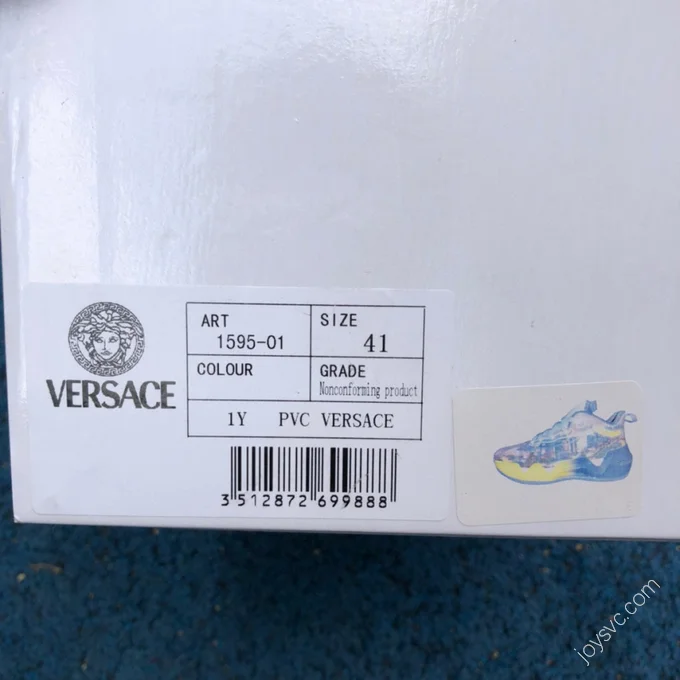 VERSACE
ART
1595-01
SIZE
41
COLOUR
GRADE
Nonconforming product
1Y PVC VERSACE
3 512872 699888
joysvc.com